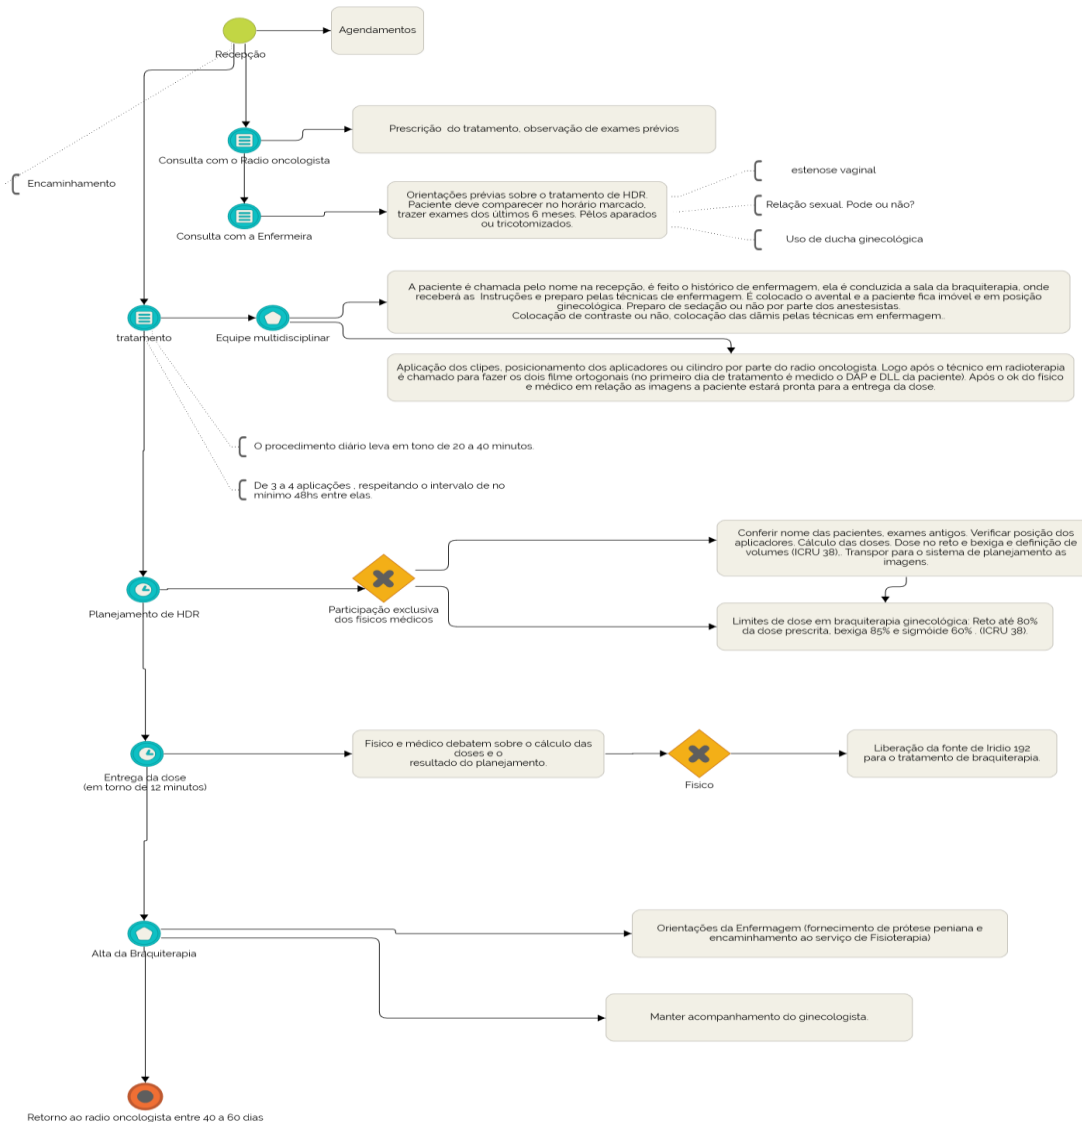 Agendamentos
Recepção
Prescrição do tratamento, observação de exames prévios
Consulta com o Radio oncologista
Encaminhamento
estenose vaginal
Orientações prévias sobre o tratamento de HDR.
Paciente deve comparecer no horário marcado,
trazer exames dos últimos 6 meses. Pêlos aparados
ou tricotomizados.
Relação sexual. Pode ou não?
Consulta com a Enfermeira
Uso de ducha ginecológica
A paciente é chamada pelo nome na recepção, é feito o histórico de enfermagem, ela é conduzida a sala da braquiterapia, onde
receberá as Instruções e preparo pelas técnicas de enfermagem. É colocado o avental e a paciente fica imóvel e em posição
ginecológica. Preparo de sedação ou não por parte dos anestesistas.
Colocação de contraste ou não, colocação das dâmis pelas técnicas em enfermagem..
tratamento
Equipe multidisciplinar
Aplicação dos clipes, posicionamento dos aplicadores ou cilindro por parte do radio oncologista. Logo após o técnico em radioterapia
é chamado para fazer os dois filme ortogonais (no primeiro dia de tratamento é medido o DAP e DLL da paciente). Após o ok do físico
e médico em relação as imagens a paciente estará pronta para a entrega da dose.
O procedimento diário leva em tono de 20 a 40 minutos.
De 3 a 4 aplicações , respeitando o intervalo de no
mínimo 48hs entre elas.
Conferir nome das pacientes, exames antigos. Verificar posição dos
aplicadores. Cálculo das doses. Dose no reto e bexiga e definição de
volumes (ICRU 38),. Transpor para o sistema de planejamento as
imagens.
Planejamento de HDR
Participação exclusiva
dos físicos médicos
Limites de dose em braquiterapia ginecológica: Reto até 80%
da dose prescrita, bexiga 85% e sigmóide 60% . (ICRU 38).
Físico e médico debatem sobre o cálculo das
doses e o
resultado do planejamento.
Liberação da fonte de Iridio 192
para o tratamento de braquiterapia.
Entrega da dose
(em torno de 12 minutos)
Fisico
Orientações da Enfermagem (fornecimento de prótese peniana e
encaminhamento ao serviço de Fisioterapia)
Alta da Braquiterapia
Manter acompanhamento do ginecologista.
Retorno ao radio oncologista entre 40 a 60 dias